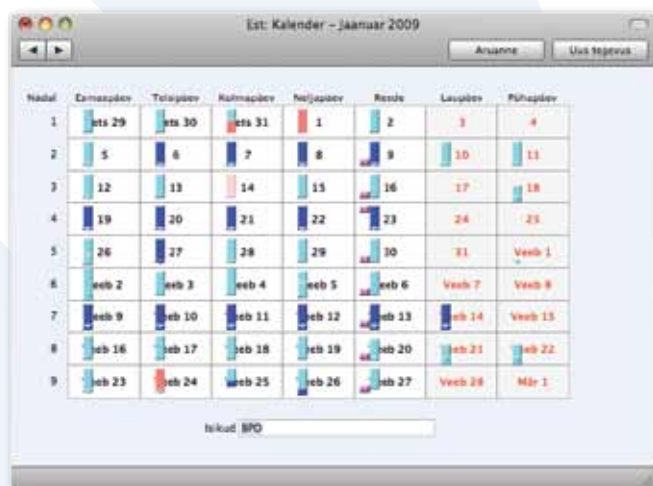 Est: Kalender – Jaanuar 2009
Aruanne Uus tegevus
Nädal Esmaspäev Teisipäev Kolmapäev Neljapäev Reede Laupäev Pühapäev
1 ets 29 ets 30 ets 31 1 2 3 4
2 5 6 7 8 9 10 11
3 12 13 14 15 16 17 18
4 19 20 21 22 23 24 25
5 26 27 28 29 30 31 Veeb 1
6 eeb 2 eeb 3 eeb 4 eeb 5 eeb 6 Veeb 7 Veeb 8
7 eeb 9 eeb 10 eeb 11 eeb 12 eeb 13 eeb 14 Veeb 15
8 eeb 16 eeb 17 eeb 18 eeb 19 eeb 20 eeb 21 eeb 22
9 eeb 23 eeb 24 eeb 25 eeb 26 eeb 27 Veeb 28 Mär 1
Isikud